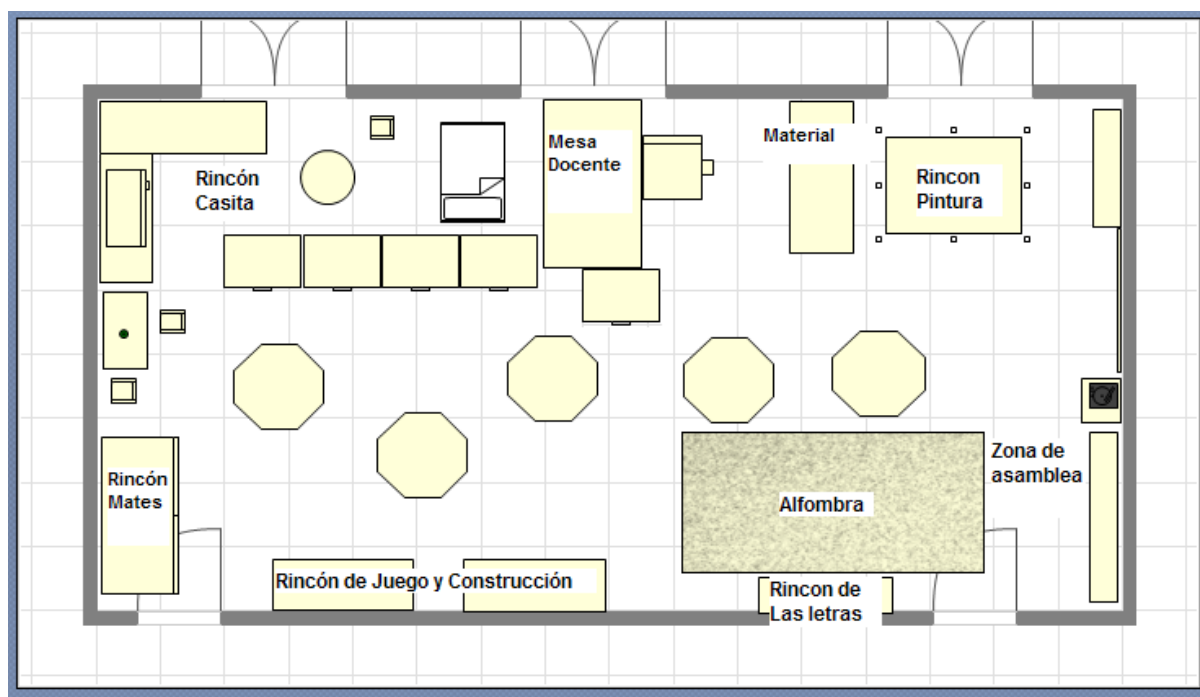 Mesa
Docente
Material
Rincón
Casita
Rincon
Pintura
Zona de
asamblea
Rincón
Mates
Alfombra
Rincón de Juego y Construcción
Rincon de
Las letras